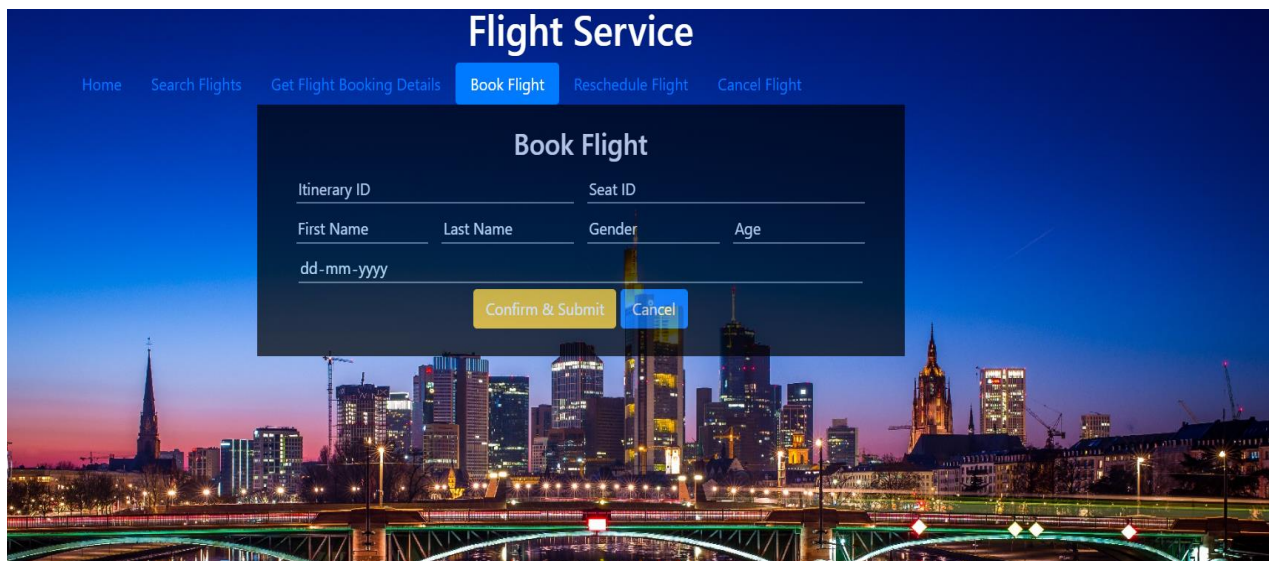 Flight Service
Home Search Flights Get Flight Booking Details Book Flight Reschedule Flight Cancel Flight
Book Flight
Itinerary ID Seat ID
First Name Last Name Gender Age
dd-mm-yyyy
Confirm & Submit Cancel